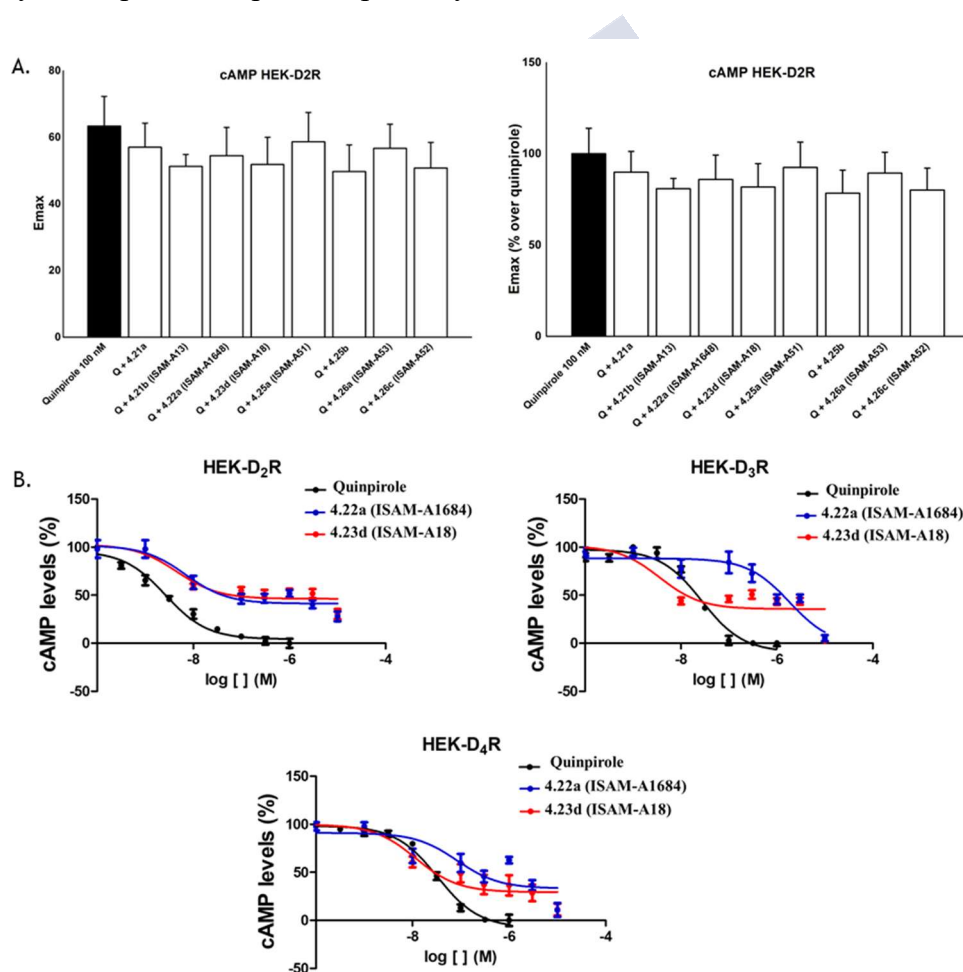 A.
cAMP HEK-D2R
80
60
40
20
0
Emax
Quinpirole 100 nM
Q + 4.21a
Q + 4.21b (ISAM-A13)
Q + 4.22a (ISAM-A1648)
Q + 4.23d (ISAM-A18)
Q + 4.25a (ISAM-A51)
Q + 4.25b
Q + 4.26a (ISAM-A53)
Q + 4.26c (ISAM-A52)
cAMP HEK-D2R
150
100
50
0
Emax (% over quinpirole)
Quinpirole 100 nM
Q + 4.21a
Q + 4.21b (ISAM-A13)
Q + 4.22a (ISAM-A1648)
Q + 4.23d (ISAM-A18)
Q + 4.25a (ISAM-A51)
Q + 4.25b
Q + 4.26a (ISAM-A53)
Q + 4.26c (ISAM-A52)
B.
HEK-D₂R
Quinpirole
4.22a (ISAM-A1684)
4.23d (ISAM-A18)
150
100
50
0
-50
cAMP levels (%)
-8 -6 -4
log [ ] (M)
HEK-D₃R
Quinpirole
4.22a (ISAM-A1684)
4.23d (ISAM-A18)
150
100
50
0
-50
cAMP levels (%)
-8 -6 -4
log [ ] (M)
HEK-D₄R
Quinpirole
4.22a (ISAM-A1684)
4.23d (ISAM-A18)
150
100
50
0
-50
cAMP levels (%)
-8 -6 -4
log [ ] (M)